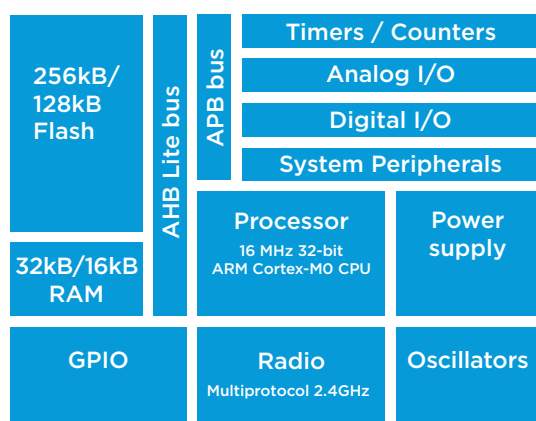 256kB/
128kB
Flash
32kB/16kB
RAM
AHB Lite bus
APB bus
Timers / Counters
Analog I/O
Digital I/O
System Peripherals
Processor
16 MHz 32-bit
ARM Cortex-M0 CPU
Power
supply
GPIO
Radio
Multiprotocol 2.4GHz
Oscillators